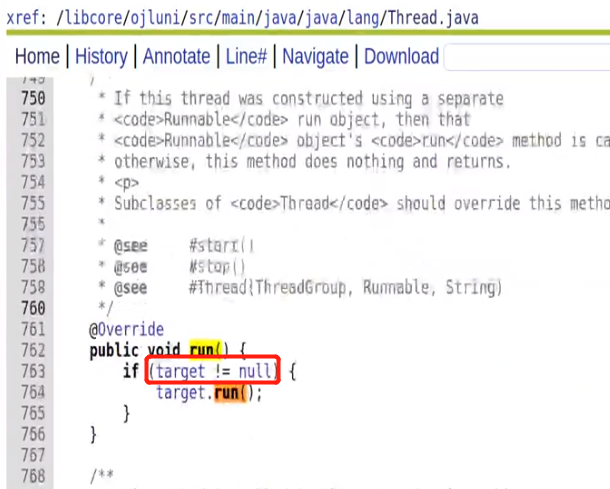 xref: /libcore/ojluni/src/main/java/java/lang/Thread.java
Home | History | Annotate | Line# | Navigate | Download
749 */
750 * If this thread was constructed using a separate
751 * <code>Runnable</code> run object, then that
752 * <code>Runnable</code> object's <code>run</code> method is ca
753 * otherwise, this method does nothing and returns.
754 * <p>
755 * Subclasses of <code>Thread</code> should override this metho
756 *
757 * @see #start()
758 * @see #stop()
759 * @see #Thread(ThreadGroup, Runnable, String)
760 */
761 @Override
762 public void run() {
763 if (target != null) {
764 target.run();
765 }
766 }
767
768 /**